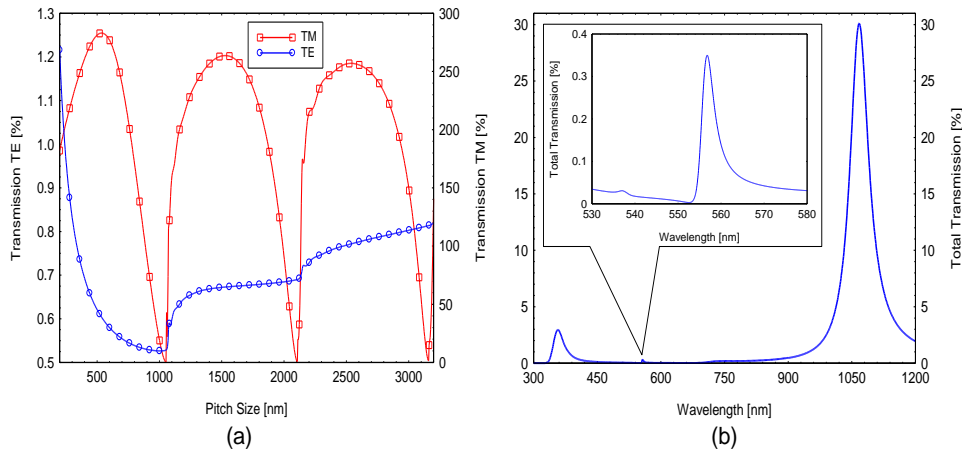 1.3
1.2
1.1
1.0
0.9
0.8
0.7
0.6
0.5
Transmission TE [%]
300
250
200
150
100
50
0
Transmission TM [%]
TM
TE
500 1000 1500 2000 2500 3000
Pitch Size [nm]
(a)
30
25
20
15
10
5
0
30
25
20
15
10
5
0
Total Transmission [%]
0.4
0.3
0.2
0.1
0
Total Transmission [%]
530 540 550 560 570 580
Wavelength [nm]
300 450 600 750 900 1050 1200
Wavelength [nm]
(b)